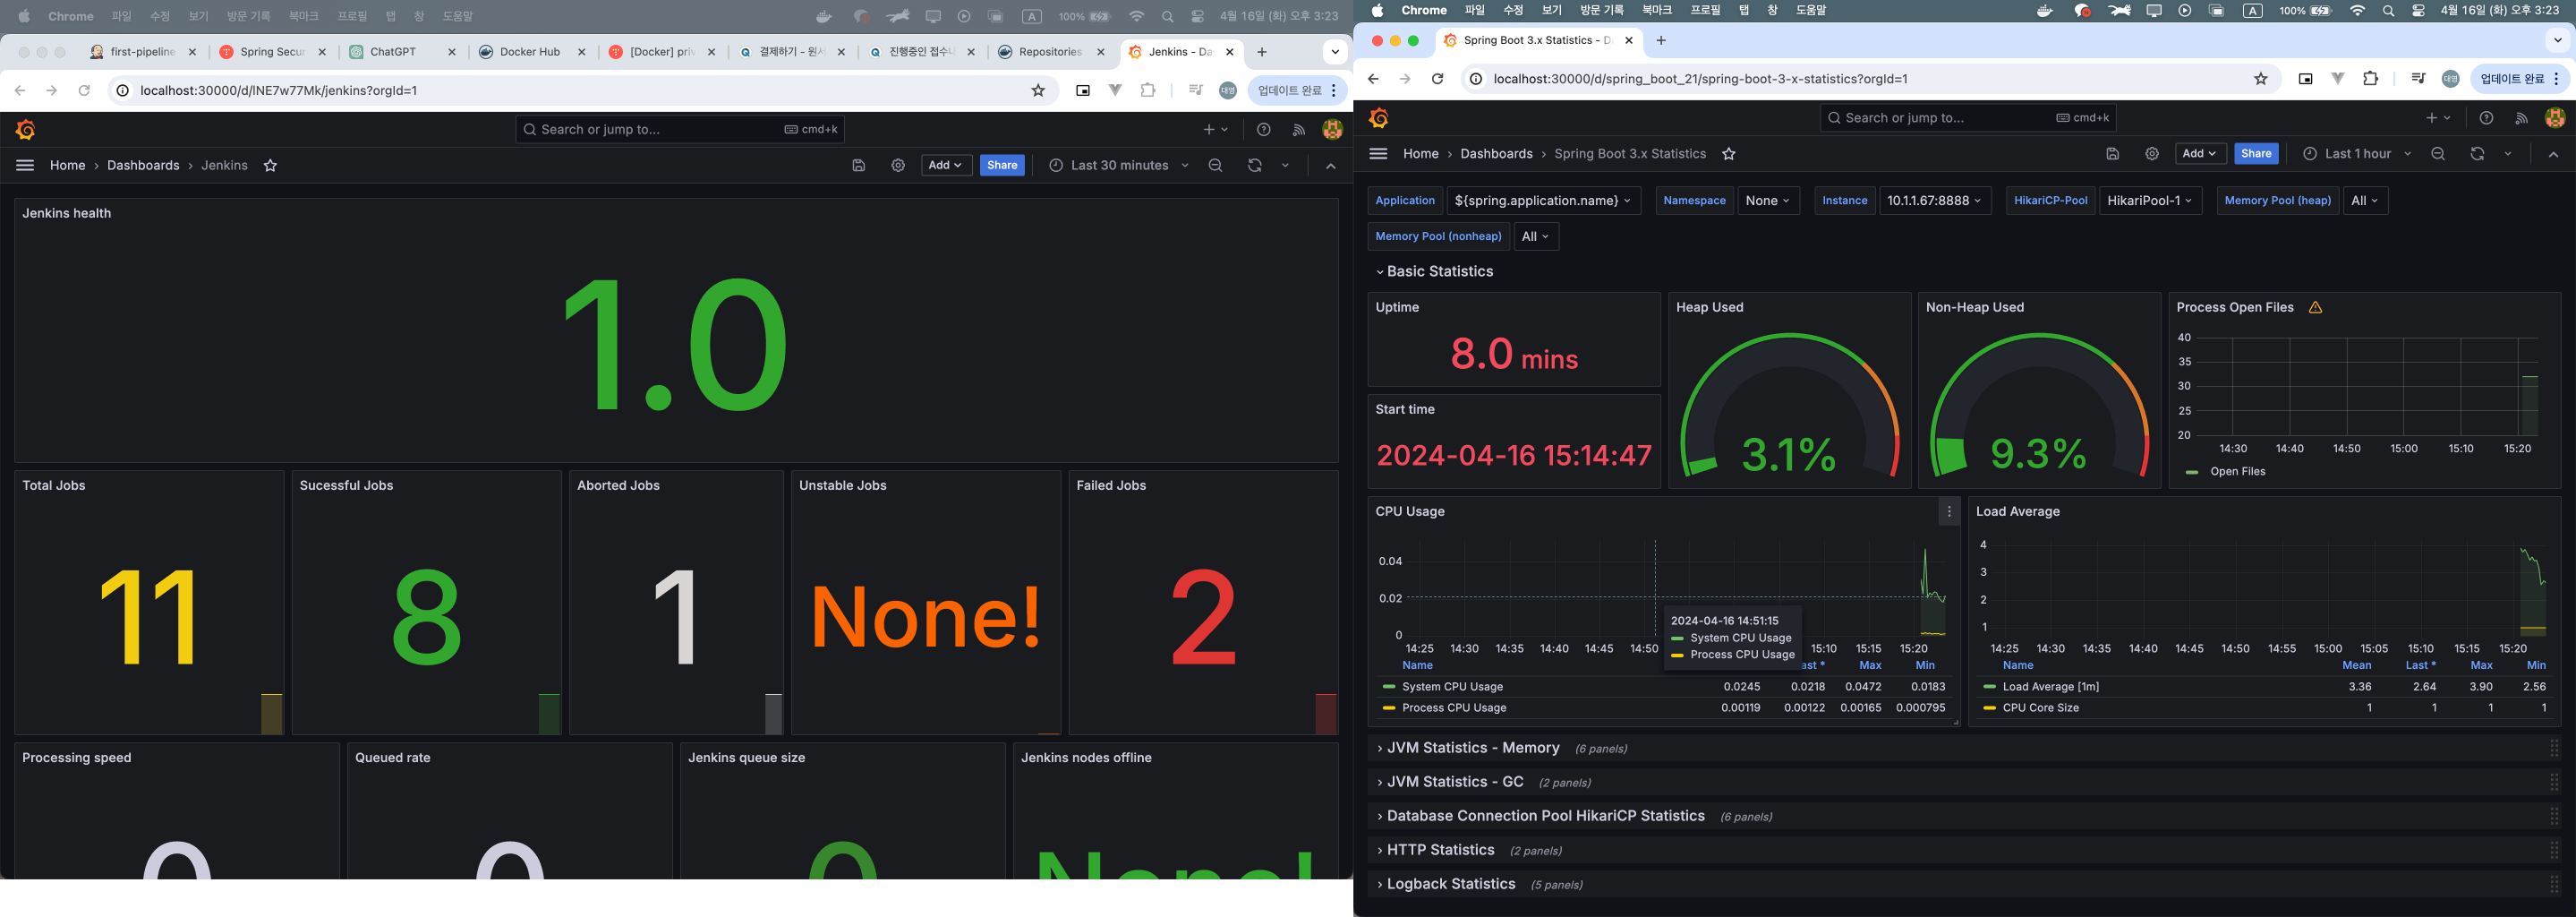 Chrome 파일 수정 보기 방문 기록 북마크 프로필 탭 창 도움말 A 100% 4월 16일 (화) 오후 3:23
first-pipeline Spring Secur ChatGPT Docker Hub [Docker] priv 결제하기 - 원서 진행중인 접수내 Repositories Jenkins - Da
localhost:30000/d/lNE7w77Mk/jenkins?orgId=1 대영 업데이트 완료
Search or jump to... cmd+k
Home › Dashboards › Jenkins Add Share Last 30 minutes
Jenkins health
1.0
Total Jobs
11
Sucessful Jobs
8
Aborted Jobs
1
Unstable Jobs
None!
Failed Jobs
2
Processing speed
0
Queued rate
0
Jenkins queue size
0
Jenkins nodes offline
None!
Chrome 파일 수정 보기 방문 기록 북마크 프로필 탭 창 도움말 A 100% 4월 16일 (화) 오후 3:23
Spring Boot 3.x Statistics - D
localhost:30000/d/spring_boot_21/spring-boot-3-x-statistics?orgId=1 대영 업데이트 완료
Search or jump to... cmd+k
Home › Dashboards › Spring Boot 3.x Statistics Add Share Last 1 hour
Application ${spring.application.name} Namespace None Instance 10.1.1.67:8888 HikariCP-Pool HikariPool-1 Memory Pool (heap) All
Memory Pool (nonheap) All
Basic Statistics
Uptime
8.0 mins
Start time
2024-04-16 15:14:47
Heap Used
3.1%
Non-Heap Used
9.3%
Process Open Files
40
35
30
25
20
14:30 14:40 14:50 15:00 15:10 15:20
Open Files
CPU Usage
0.04
0.02
0
14:25 14:30 14:35 14:40 14:45 14:50 15:10 15:15 15:20
2024-04-16 14:51:15
System CPU Usage
Process CPU Usage
Name ast * Max Min
System CPU Usage 0.0245 0.0218 0.0472 0.0183
Process CPU Usage 0.00119 0.00122 0.00165 0.000795
Load Average
4
3
2
1
14:25 14:30 14:35 14:40 14:45 14:50 14:55 15:00 15:05 15:10 15:15 15:20
Name Mean Last * Max Min
Load Average [1m] 3.36 2.64 3.90 2.56
CPU Core Size 1 1 1 1
JVM Statistics - Memory (6 panels)
JVM Statistics - GC (2 panels)
Database Connection Pool HikariCP Statistics (6 panels)
HTTP Statistics (2 panels)
Logback Statistics (5 panels)